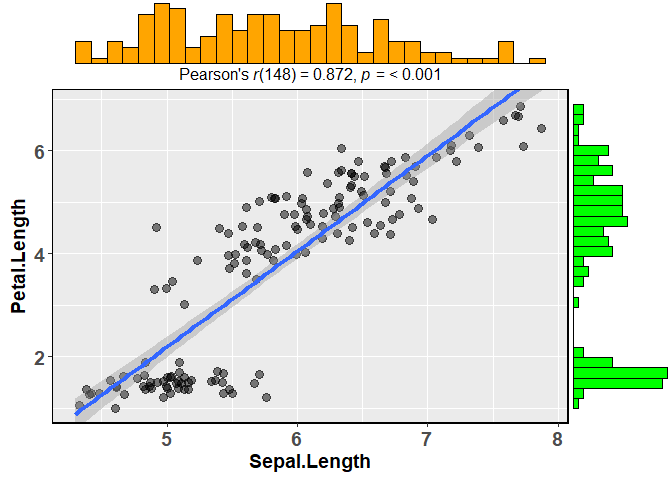 Pearson's r(148) = 0.872, p = < 0.001
6
4
2
Petal.Length
5 6 7 8
Sepal.Length